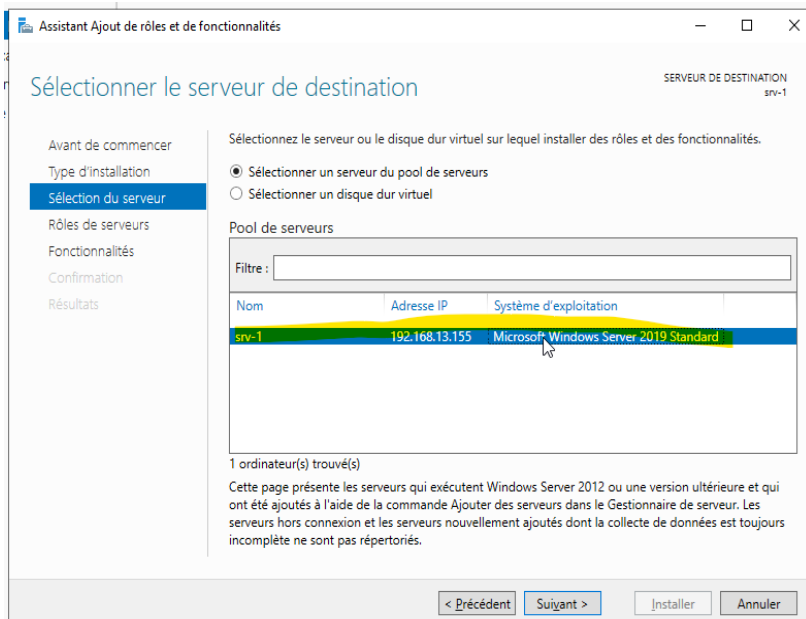 Assistant Ajout de rôles et de fonctionnalités
Sélectionner le serveur de destination
SERVEUR DE DESTINATION
srv-1
Avant de commencer
Type d'installation
Sélection du serveur
Rôles de serveurs
Fonctionnalités
Confirmation
Résultats
Sélectionnez le serveur ou le disque dur virtuel sur lequel installer des rôles et des fonctionnalités.
Sélectionner un serveur du pool de serveurs
Sélectionner un disque dur virtuel
Pool de serveurs
Filtre :
Nom Adresse IP Système d'exploitation
srv-1 192.168.13.155 Microsoft Windows Server 2019 Standard
1 ordinateur(s) trouvé(s)
Cette page présente les serveurs qui exécutent Windows Server 2012 ou une version ultérieure et qui
ont été ajoutés à l'aide de la commande Ajouter des serveurs dans le Gestionnaire de serveur. Les
serveurs hors connexion et les serveurs nouvellement ajoutés dont la collecte de données est toujours
incomplète ne sont pas répertoriés.
< Précédent Suivant > Installer Annuler